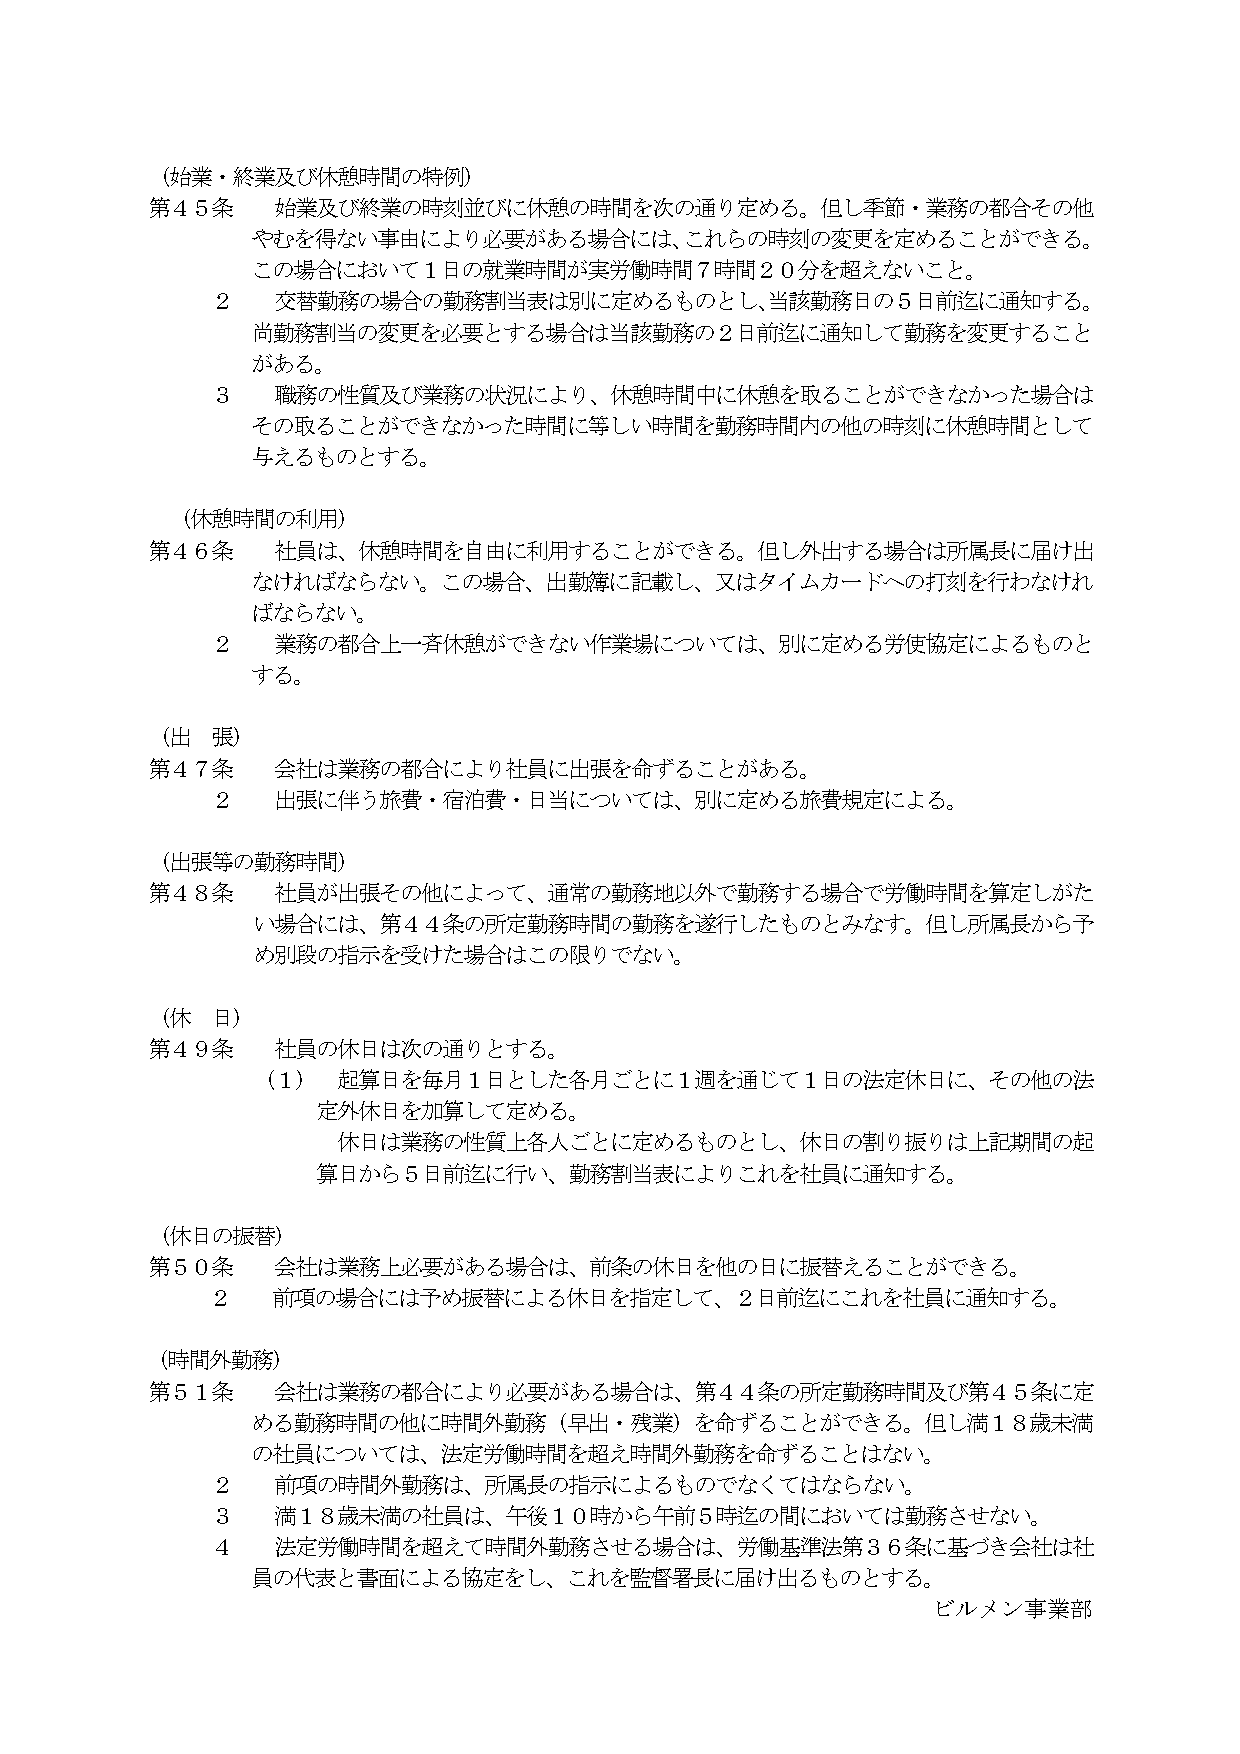 （始業・終業及び休憩時間の特例）
第４５条　　始業及び終業の時刻並びに休憩の時間を次の通り定める。但し季節・業務の都合その他
やむを得ない事由により必要がある場合には、これらの時刻の変更を定めることができる。
この場合において１日の就業時間が実労働時間７時間２０分を超えないこと。
２　　交替勤務の場合の勤務割当表は別に定めるものとし、当該勤務日の５日前迄に通知する。
尚勤務割当の変更を必要とする場合は当該勤務の２日前迄に通知して勤務を変更すること
がある。
３　　職務の性質及び業務の状況により、休憩時間中に休憩を取ることができなかった場合は
その取ることができなかった時間に等しい時間を勤務時間内の他の時刻に休憩時間として
与えるものとする。
（休憩時間の利用）
第４６条　　社員は、休憩時間を自由に利用することができる。但し外出する場合は所属長に届け出
なければならない。この場合、出勤簿に記載し、又はタイムカードへの打刻を行わなけれ
ばならない。
２　　業務の都合上一斉休憩ができない作業場については、別に定める労使協定によるものと
する。
（出　張）
第４７条　　会社は業務の都合により社員に出張を命ずることがある。
２　　出張に伴う旅費・宿泊費・日当については、別に定める旅費規定による。
（出張等の勤務時間）
第４８条　　社員が出張その他によって、通常の勤務地以外で勤務する場合で労働時間を算定しがた
い場合には、第４４条の所定勤務時間の勤務を遂行したものとみなす。但し所属長から予
め別段の指示を受けた場合はこの限りでない。
（休　日）
第４９条　　社員の休日は次の通りとする。
（１）　起算日を毎月１日とした各月ごとに１週を通じて１日の法定休日に、その他の法
定外休日を加算して定める。
休日は業務の性質上各人ごとに定めるものとし、休日の割り振りは上記期間の起
算日から５日前迄に行い、勤務割当表によりこれを社員に通知する。
（休日の振替）
第５０条　　会社は業務上必要がある場合は、前条の休日を他の日に振替えることができる。
２　　前項の場合には予め振替による休日を指定して、２日前迄にこれを社員に通知する。
（時間外勤務）
第５１条　　会社は業務の都合により必要がある場合は、第４４条の所定勤務時間及び第４５条に定
める勤務時間の他に時間外勤務（早出・残業）を命ずることができる。但し満１８歳未満
の社員については、法定労働時間を超え時間外勤務を命ずることはない。
２　　前項の時間外勤務は、所属長の指示によるものでなくてはならない。
３　　満１８歳未満の社員は、午後１０時から午前５時迄の間においては勤務させない。
４　　法定労働時間を超えて時間外勤務させる場合は、労働基準法第３６条に基づき会社は社
員の代表と書面による協定をし、これを監督署長に届け出るものとする。
ビルメン事業部